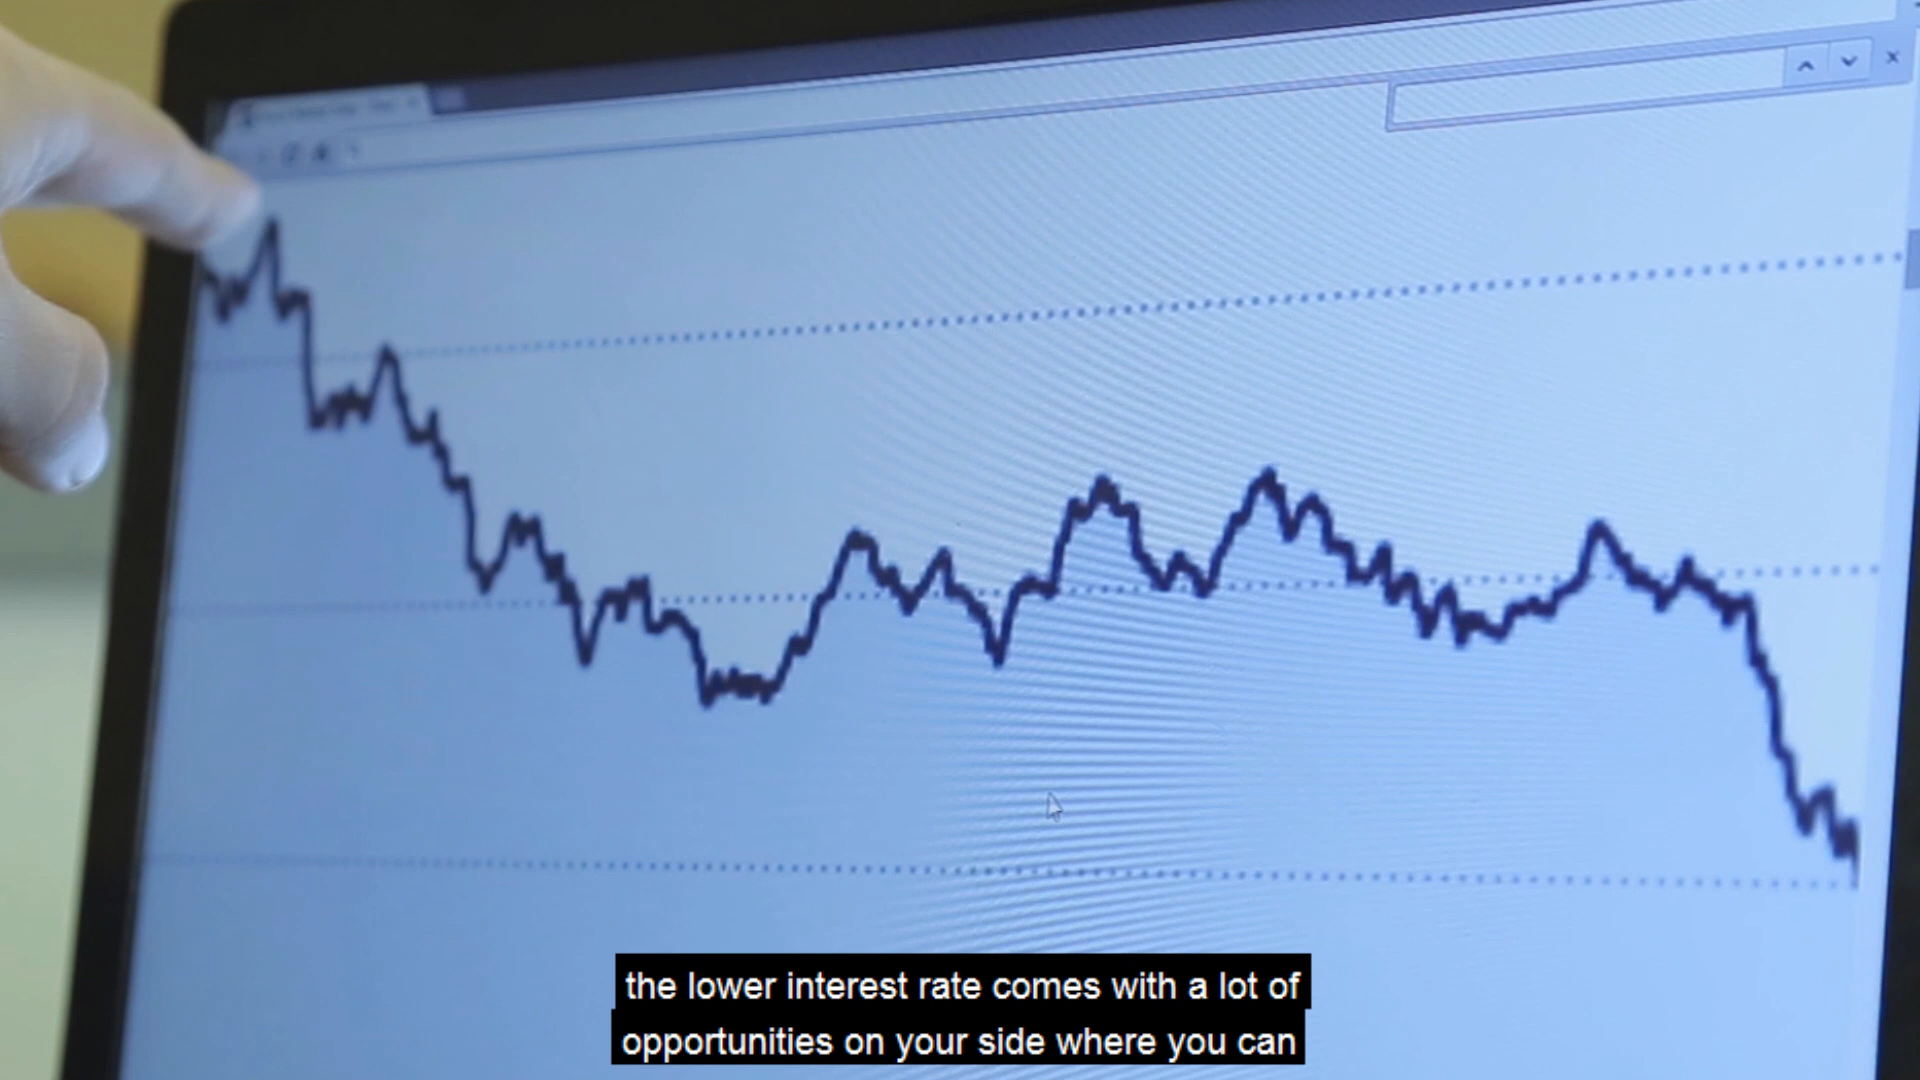 the lower interest rate comes with a lot of
opportunities on your side where you can